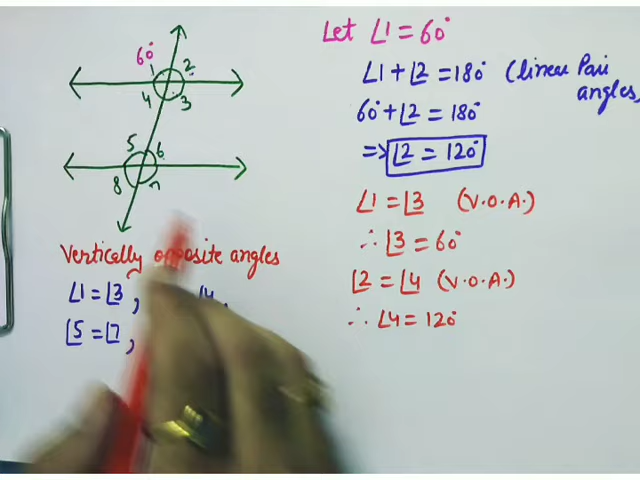 60°
1 2
4 3
5 6
8 7
Vertically opposite angles
∠1 = ∠3,
∠4,
∠5 = ∠7,
Let ∠1 = 60°
∠1 + ∠2 = 180° (linear Pair
angles)
60° + ∠2 = 180°
=> ∠2 = 120°
∠1 = ∠3 (V.O.A.)
∴ ∠3 = 60°
∠2 = ∠4 (V.O.A.)
∴ ∠4 = 120°